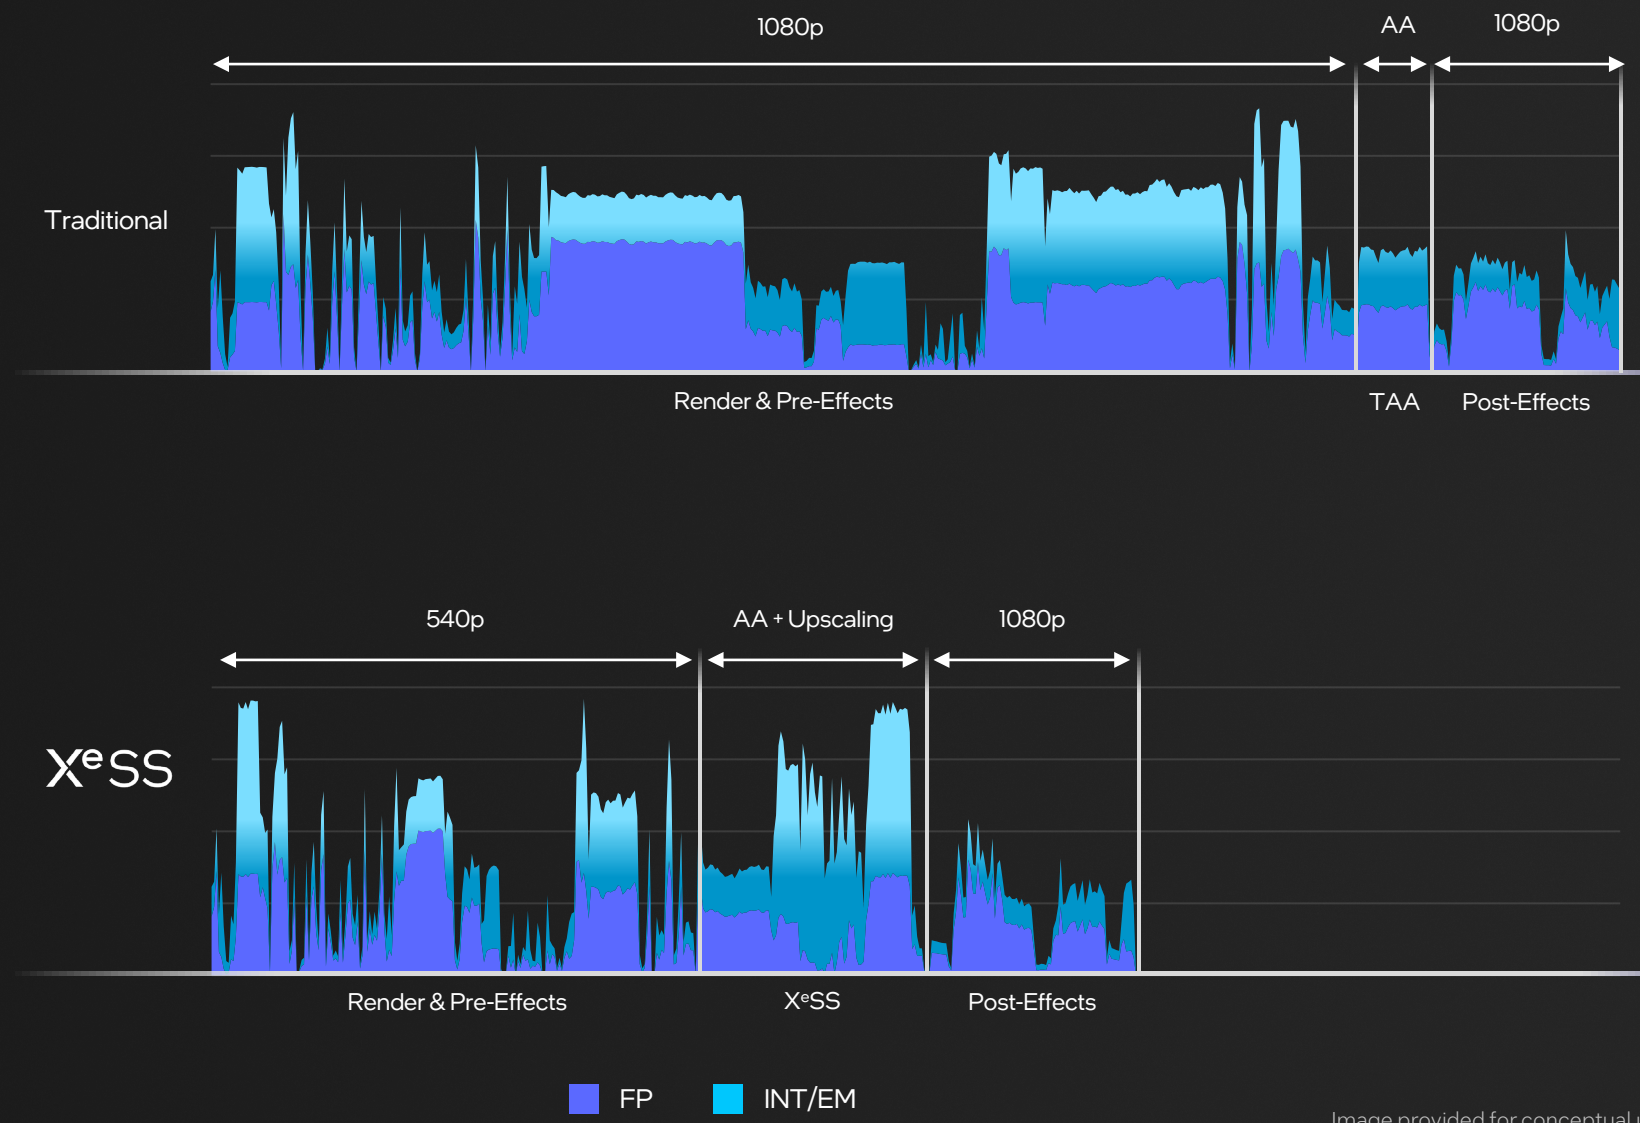 1080p
AA
1080p
Traditional
Render & Pre-Effects
TAA
Post-Effects
540p
AA + Upscaling
1080p
XᵉSS
Render & Pre-Effects
XᵉSS
Post-Effects
FP
INT/EM
Image provided for conceptual